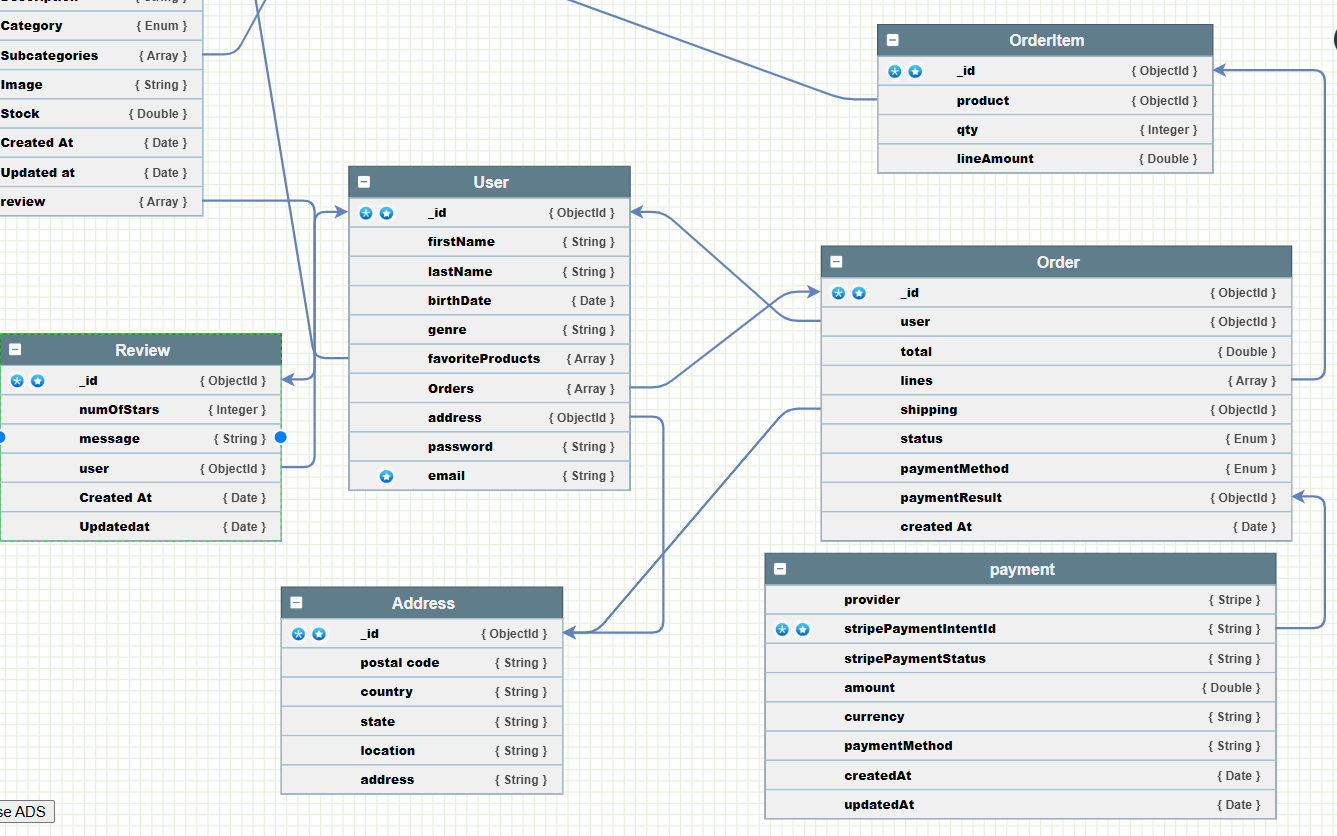 Category { Enum }
Subcategories { Array }
Image { String }
Stock { Double }
Created At { Date }
Updated at { Date }
review { Array }
OrderItem
_id { ObjectId }
product { ObjectId }
qty { Integer }
lineAmount { Double }
User
_id { ObjectId }
firstName { String }
lastName { String }
birthDate { Date }
genre { String }
favoriteProducts { Array }
Orders { Array }
address { ObjectId }
password { String }
email { String }
Order
_id { ObjectId }
user { ObjectId }
total { Double }
lines { Array }
shipping { ObjectId }
status { Enum }
paymentMethod { Enum }
paymentResult { ObjectId }
created At { Date }
Review
_id { ObjectId }
numOfStars { Integer }
message { String }
user { ObjectId }
Created At { Date }
Updatedat { Date }
Address
_id { ObjectId }
postal code { String }
country { String }
state { String }
location { String }
address { String }
payment
provider { Stripe }
stripePaymentIntentId { String }
stripePaymentStatus { String }
amount { Double }
currency { String }
paymentMethod { String }
createdAt { Date }
updatedAt { Date }
se ADS